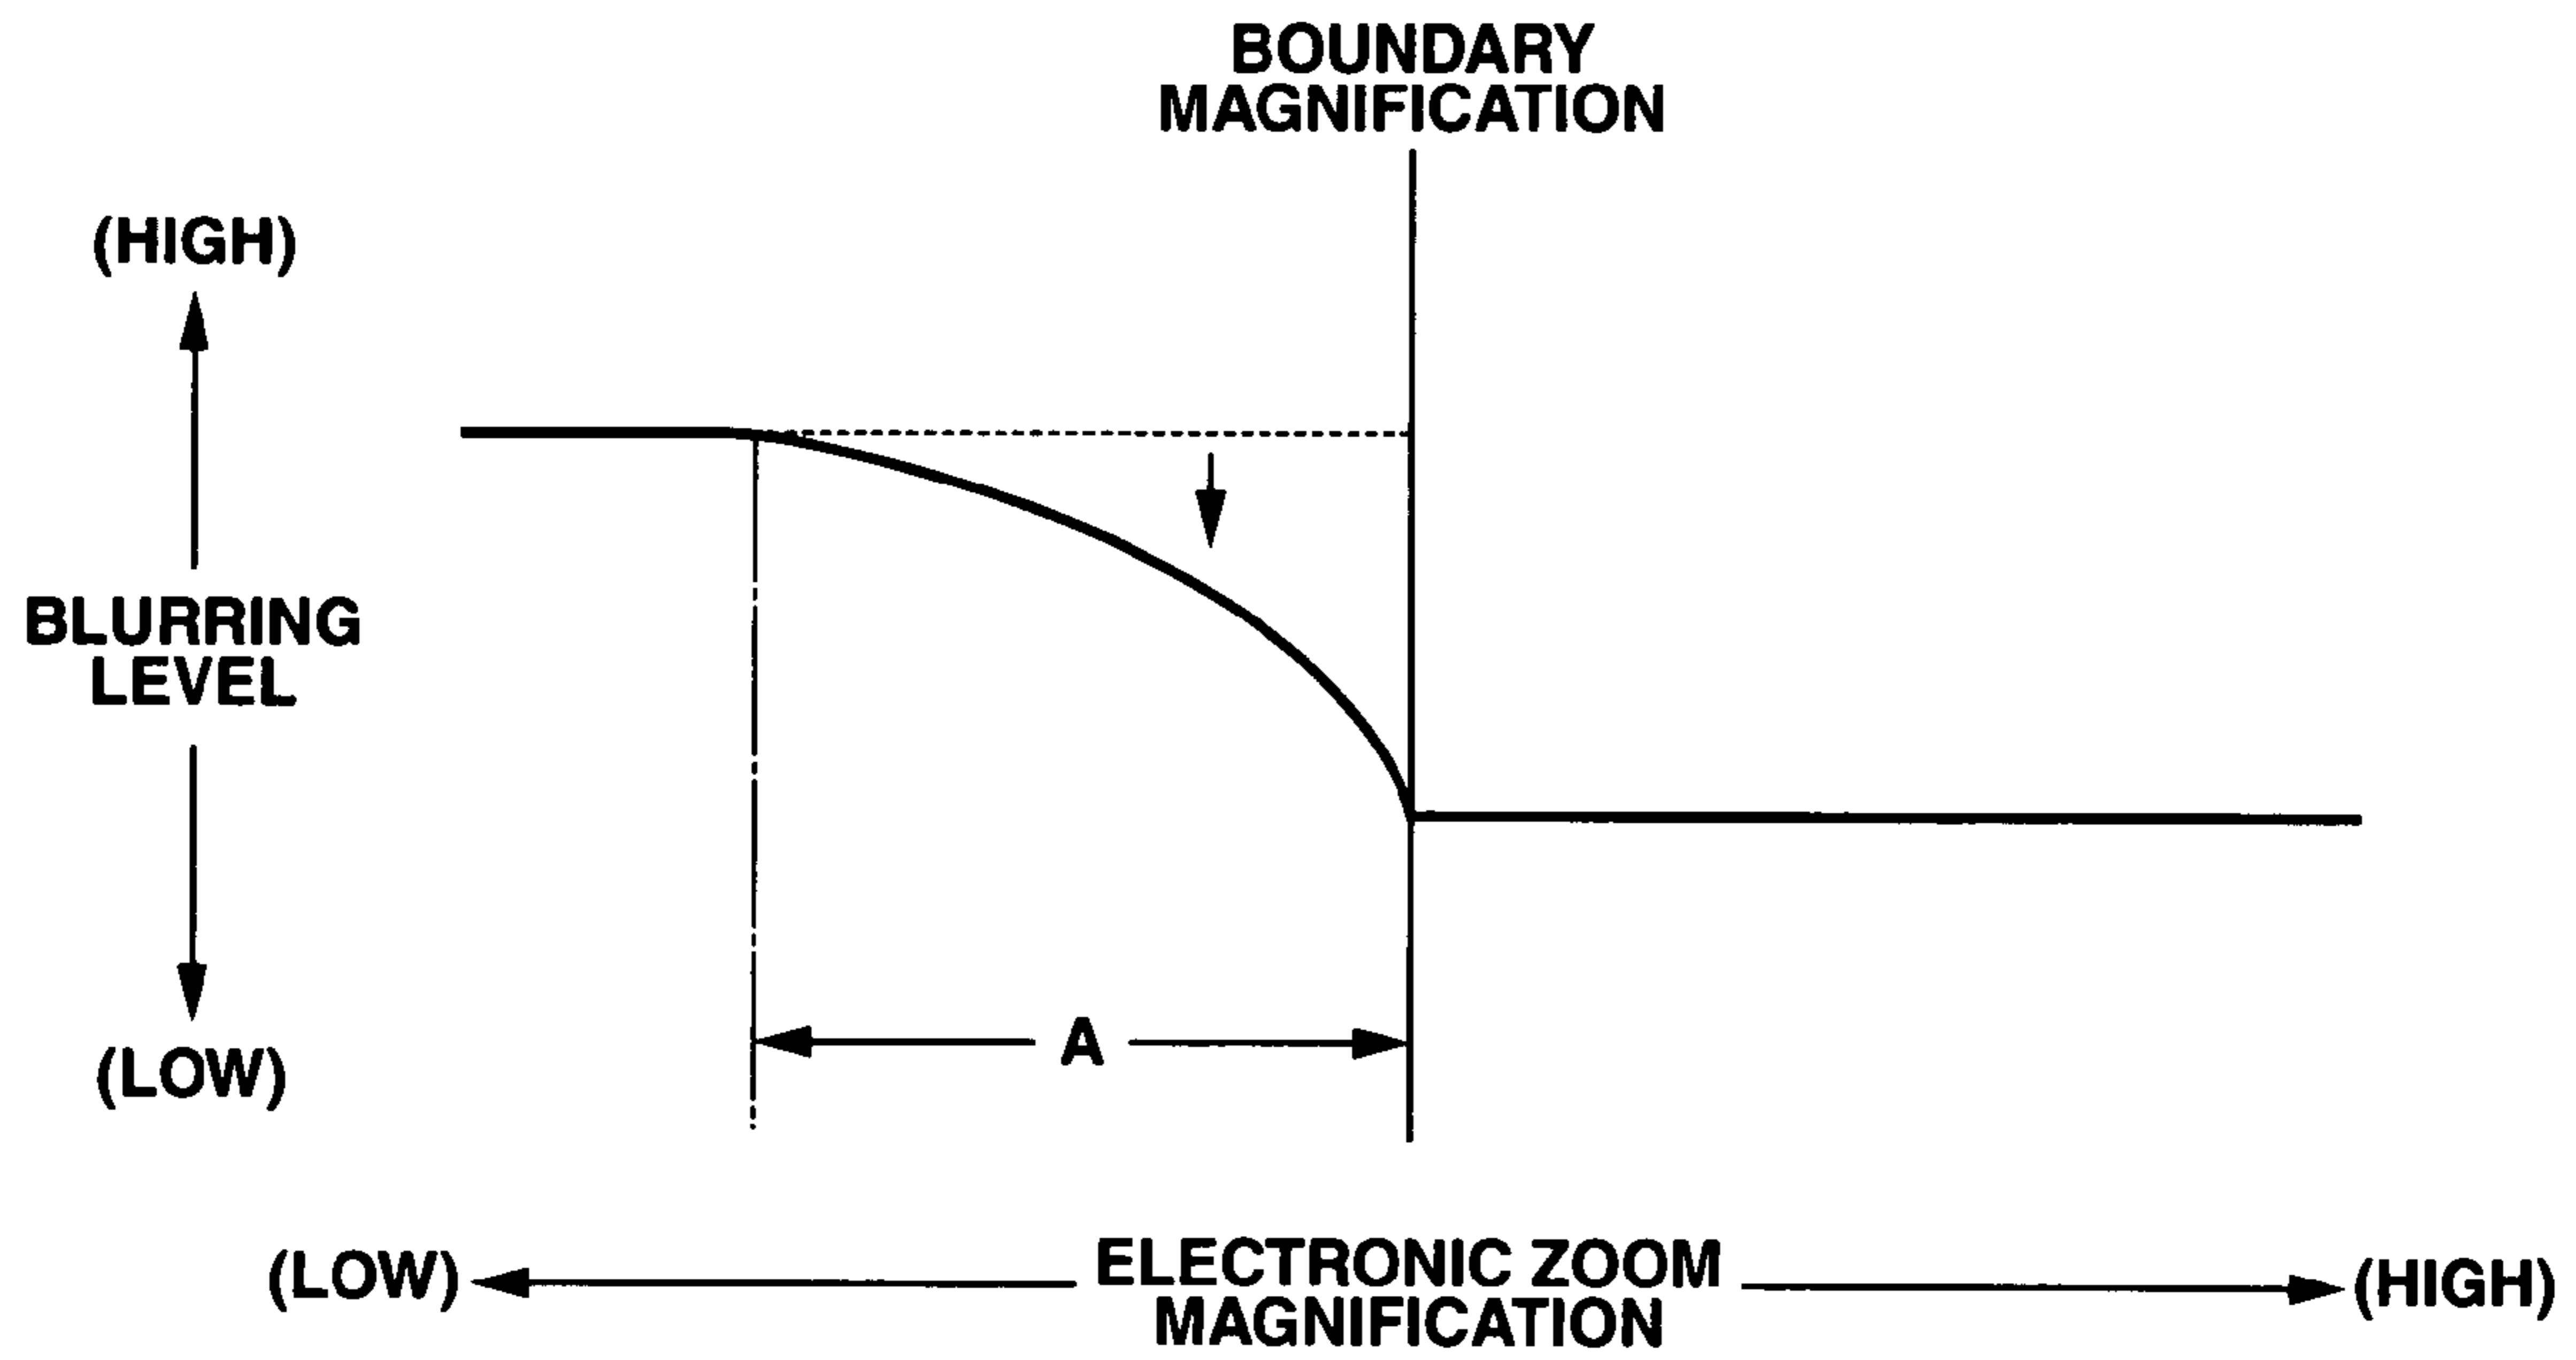 BOUNDARY
MAGNIFICATION
(HIGH)
BLURRING
LEVEL
(LOW)
A
(LOW)
ELECTRONIC ZOOM
MAGNIFICATION
(HIGH)